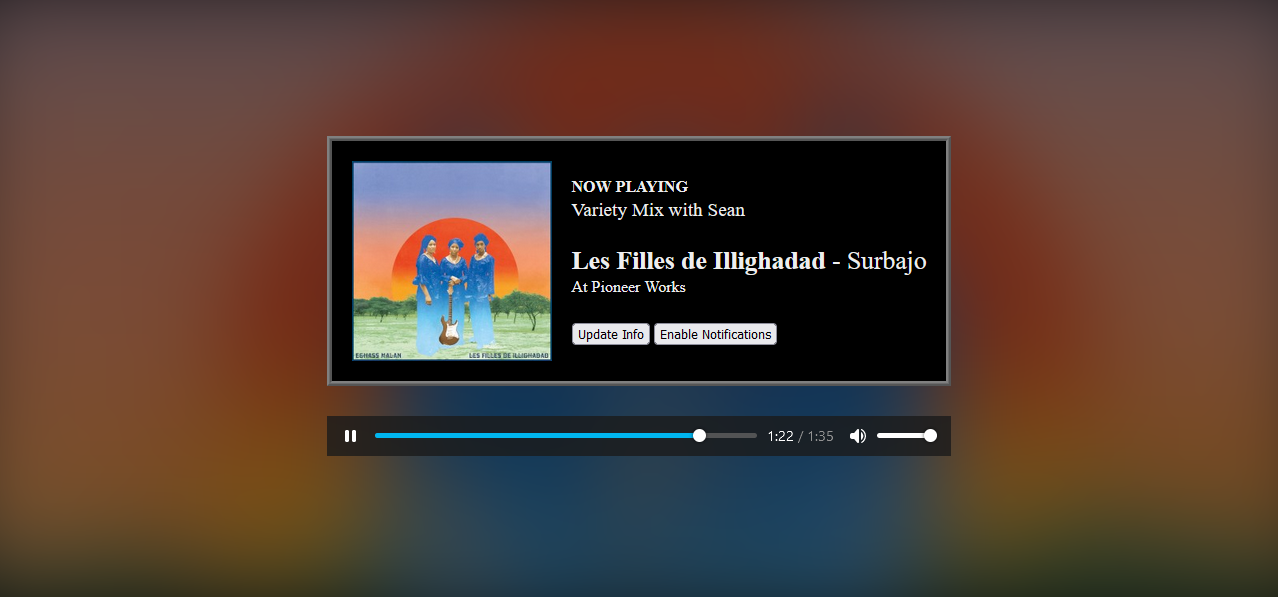 NOW PLAYING
Variety Mix with Sean
Les Filles de Illighadad - Surbajo
At Pioneer Works
Update Info Enable Notifications
EGHASS MALAN LES FILLES DE ILLIGHADAD
1:22 / 1:35